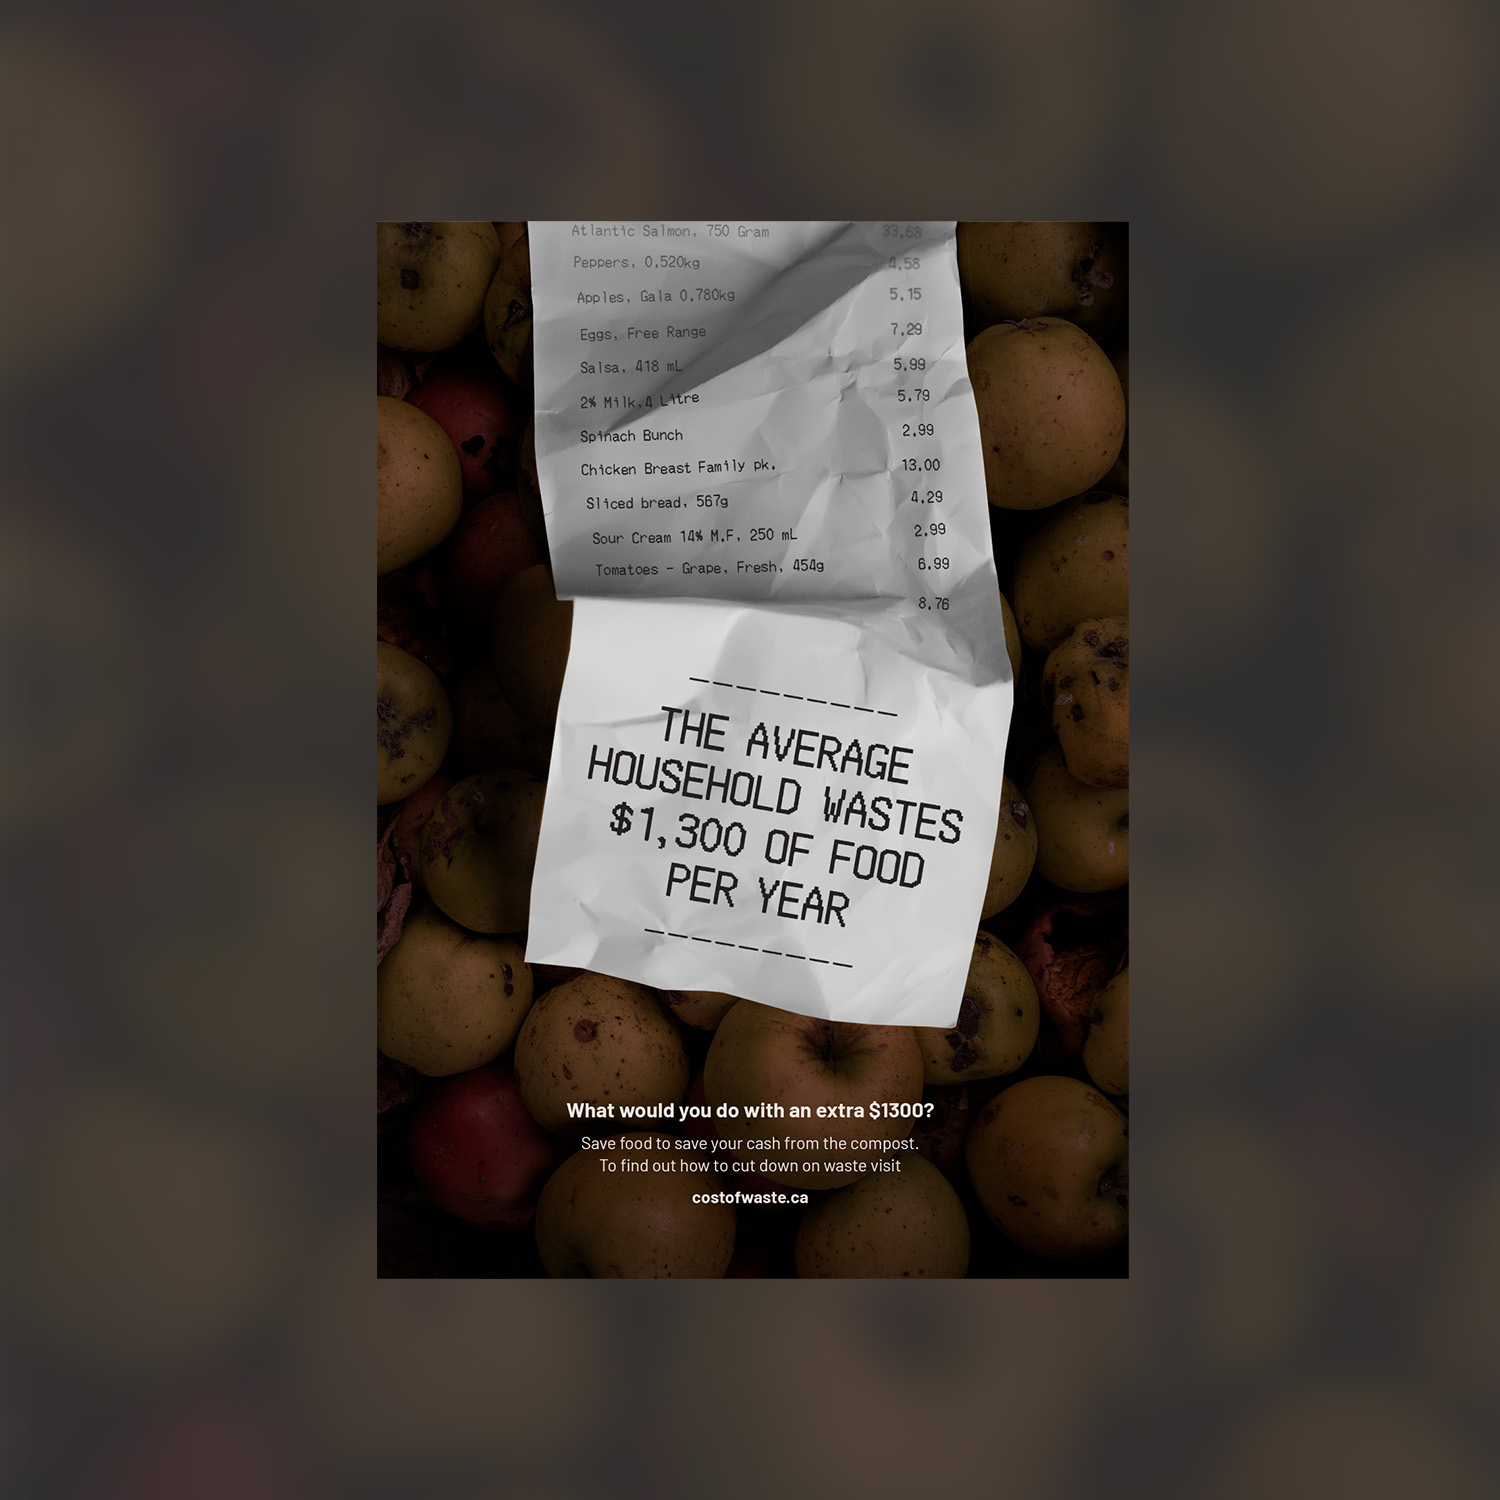 Atlantic Salmon, 750 Gram 33.68
Peppers, 0.520kg 4.58
Apples, Gala 0.780kg 5.15
Eggs, Free Range 7.29
Salsa, 418 mL 5.99
2% Milk,4 Litre 5.79
Spinach Bunch 2.99
Chicken Breast Family pk. 13.00
Sliced bread, 567g 4.29
Sour Cream 14% M.F, 250 mL 2.99
Tomatoes - Grape, Fresh, 454g 6.99
8.76
THE AVERAGE
HOUSEHOLD WASTES
$1,300 OF FOOD
PER YEAR
What would you do with an extra $1300?
Save food to save your cash from the compost.
To find out how to cut down on waste visit
costofwaste.ca